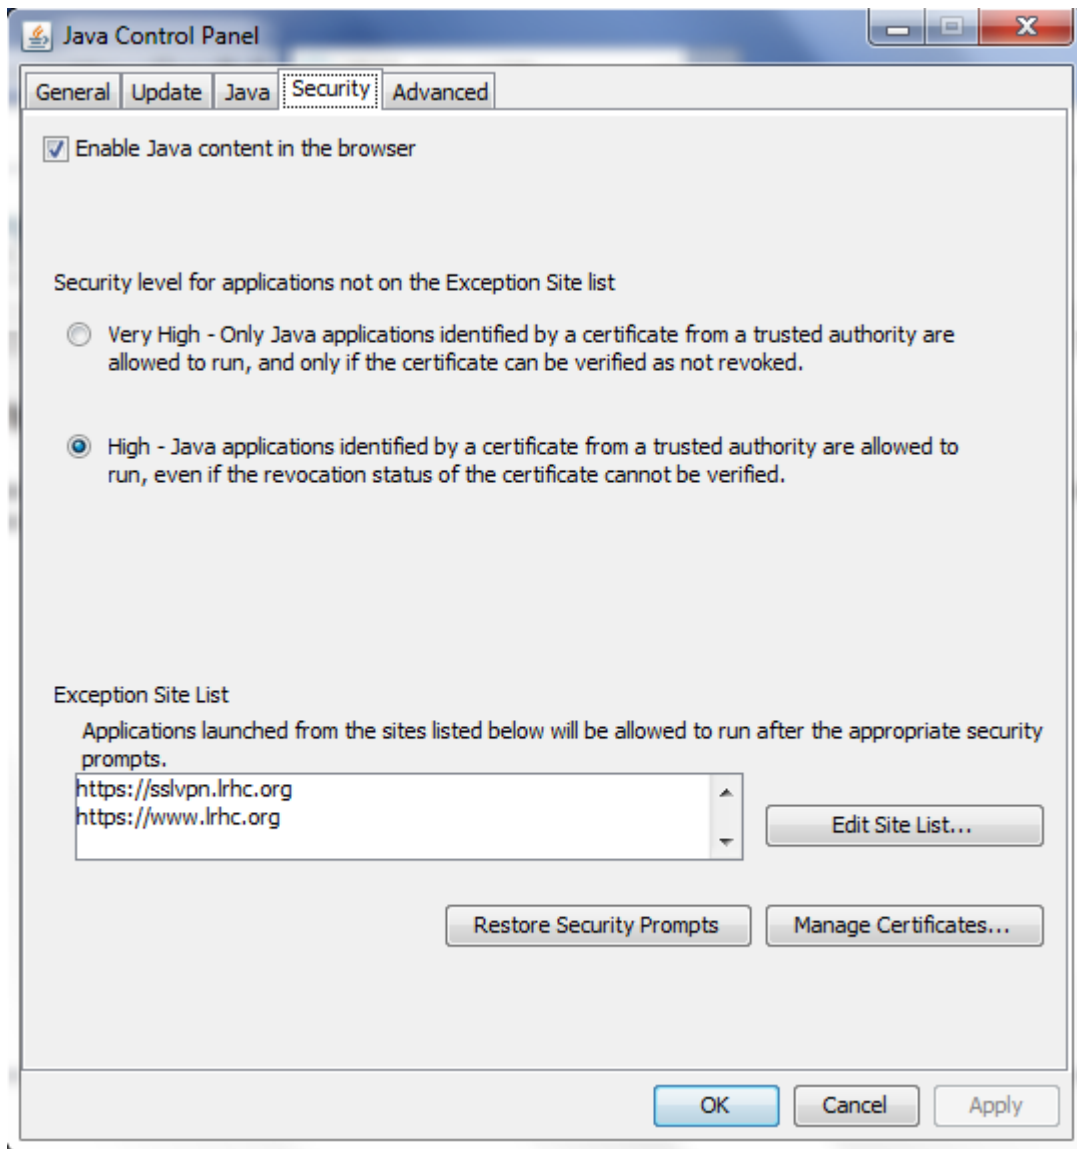 Java Control Panel
General Update Java Security Advanced
Enable Java content in the browser
Security level for applications not on the Exception Site list
Very High - Only Java applications identified by a certificate from a trusted authority are
allowed to run, and only if the certificate can be verified as not revoked.
High - Java applications identified by a certificate from a trusted authority are allowed to
run, even if the revocation status of the certificate cannot be verified.
Exception Site List
Applications launched from the sites listed below will be allowed to run after the appropriate security
prompts.
https://sslvpn.lrhc.org
https://www.lrhc.org
Edit Site List...
Restore Security Prompts Manage Certificates...
OK Cancel Apply